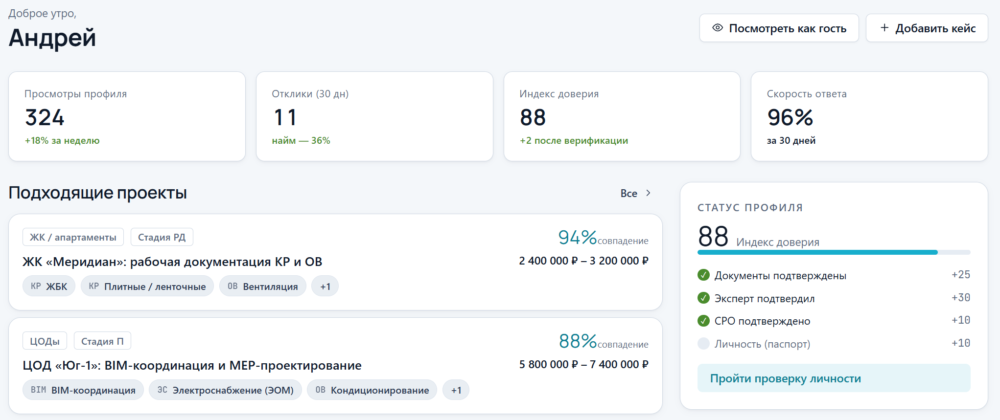 Доброе утро,
Андрей
Посмотреть как гость
+ Добавить кейс
Просмотры профиля
324
+18% за неделю
Отклики (30 дн)
11
найм — 36%
Индекс доверия
88
+2 после верификации
Скорость ответа
96%
за 30 дней
Подходящие проекты
Все
ЖК / апартаменты
Стадия РД
94% совпадение
ЖК «Меридиан»: рабочая документация КР и ОВ
2 400 000 ₽ – 3 200 000 ₽
КР ЖБК
КР Плитные / ленточные
ОВ Вентиляция
+1
ЦОДы
Стадия П
88% совпадение
ЦОД «Юг-1»: BIM-координация и MEP-проектирование
5 800 000 ₽ – 7 400 000 ₽
BIM BIM-координация
ЭС Электроснабжение (ЭОМ)
ОВ Кондиционирование
+1
СТАТУС ПРОФИЛЯ
88 Индекс доверия
Документы подтверждены +25
Эксперт подтвердил +30
СРО подтверждено +10
Личность (паспорт) +10
Пройти проверку личности